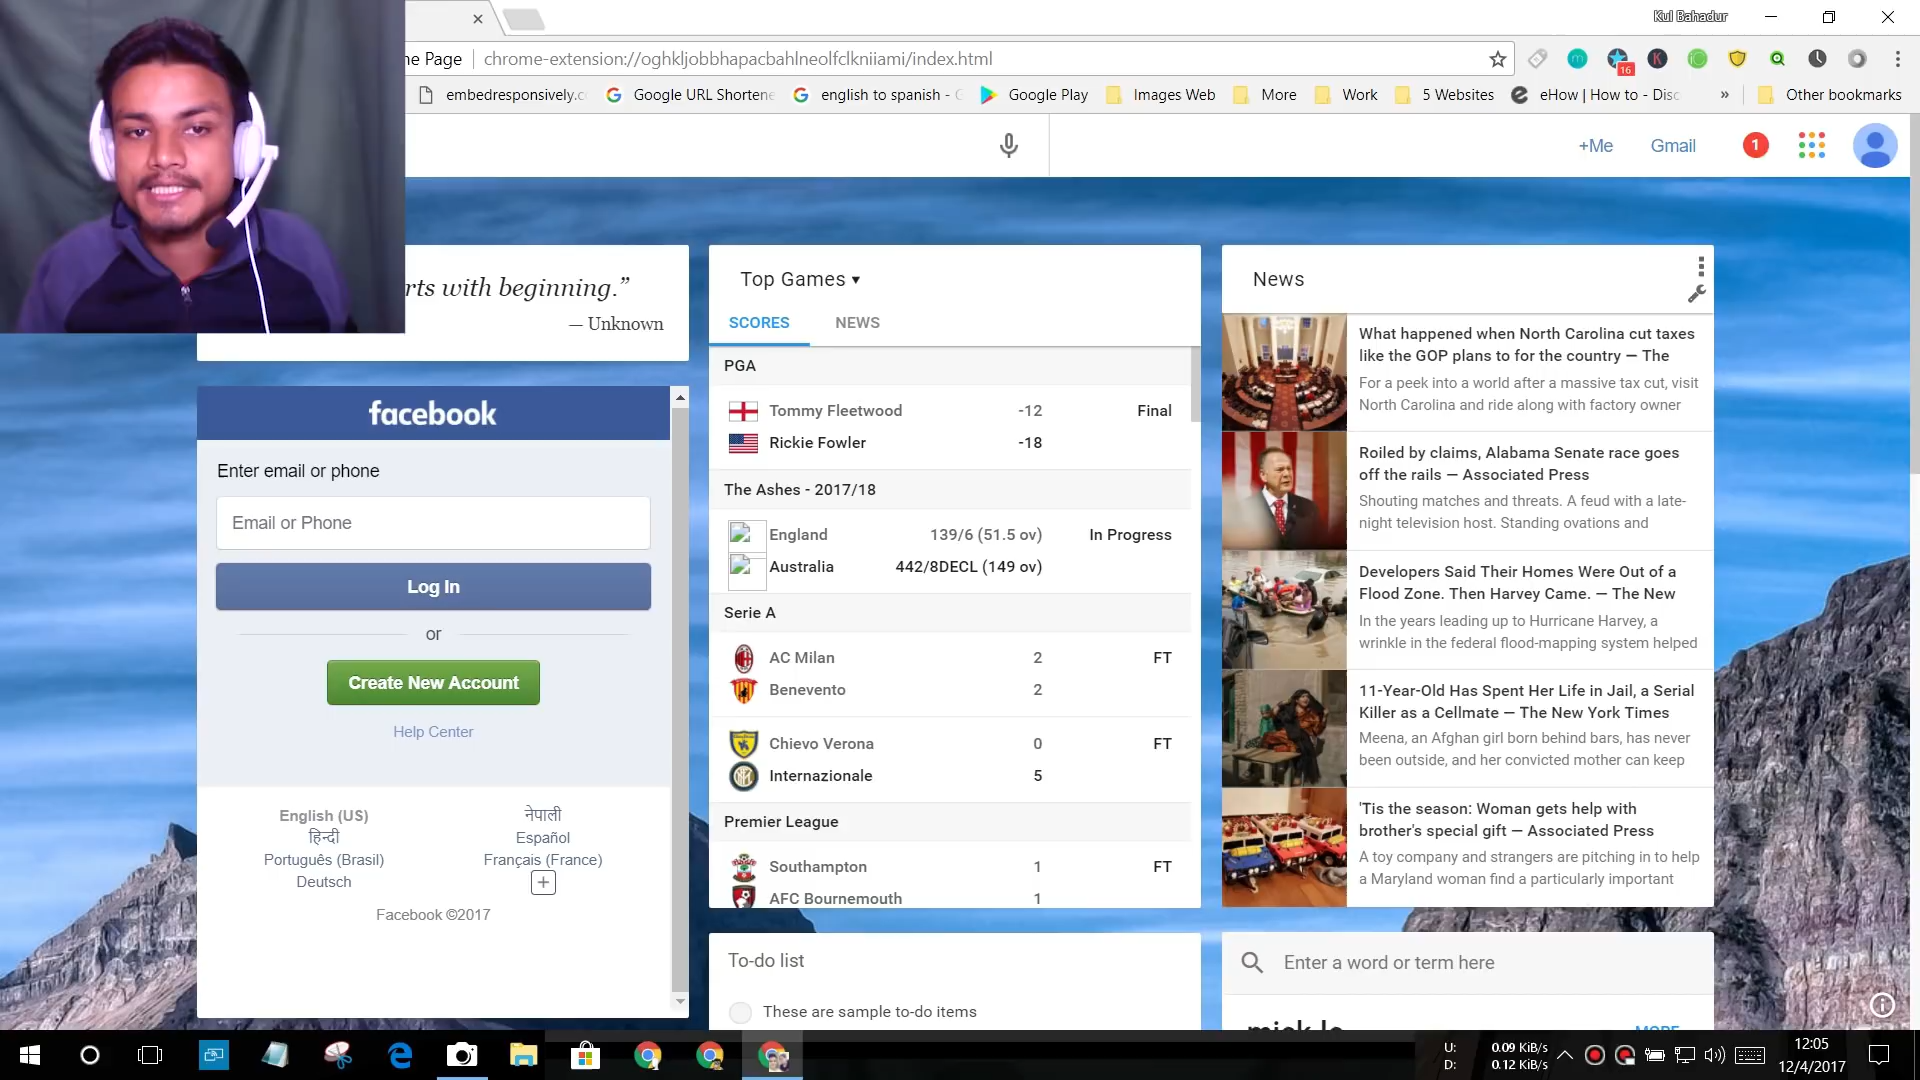 Kul Bahadur
ne Page
chrome-extension://oghkljobbhapacbahlneolfclkniiami/index.html
16
embedresponsively.c
Google URL Shortene
english to spanish - G
Google Play
Images Web
More
Work
5 Websites
eHow | How to - Disc
»
Other bookmarks
+Me
Gmail
1
rts with beginning.”
— Unknown
facebook
Enter email or phone
Email or Phone
Log In
or
Create New Account
Help Center
English (US)
नेपाली
हिन्दी
Español
Português (Brasil)
Français (France)
Deutsch
Facebook ©2017
Top Games ▾
SCORES
NEWS
PGA
Tommy Fleetwood -12 Final
Rickie Fowler -18
The Ashes - 2017/18
England 139/6 (51.5 ov) In Progress
Australia 442/8DECL (149 ov)
Serie A
AC Milan 2 FT
Benevento 2
Chievo Verona 0 FT
Internazionale 5
Premier League
Southampton 1 FT
AFC Bournemouth 1
To-do list
These are sample to-do items
News
What happened when North Carolina cut taxes
like the GOP plans to for the country — The
For a peek into a world after a massive tax cut, visit
North Carolina and ride along with factory owner
Roiled by claims, Alabama Senate race goes
off the rails — Associated Press
Shouting matches and threats. A feud with a late-
night television host. Standing ovations and
Developers Said Their Homes Were Out of a
Flood Zone. Then Harvey Came. — The New
In the years leading up to Hurricane Harvey, a
wrinkle in the federal flood-mapping system helped
11-Year-Old Has Spent Her Life in Jail, a Serial
Killer as a Cellmate — The New York Times
Meena, an Afghan girl born behind bars, has never
been outside, and her convicted mother can keep
'Tis the season: Woman gets help with
brother's special gift — Associated Press
A toy company and strangers are pitching in to help
a Maryland woman find a particularly important
Enter a word or term here
MORE
U: 0.09 KiB/s
D: 0.12 KiB/s
12:05
12/4/2017